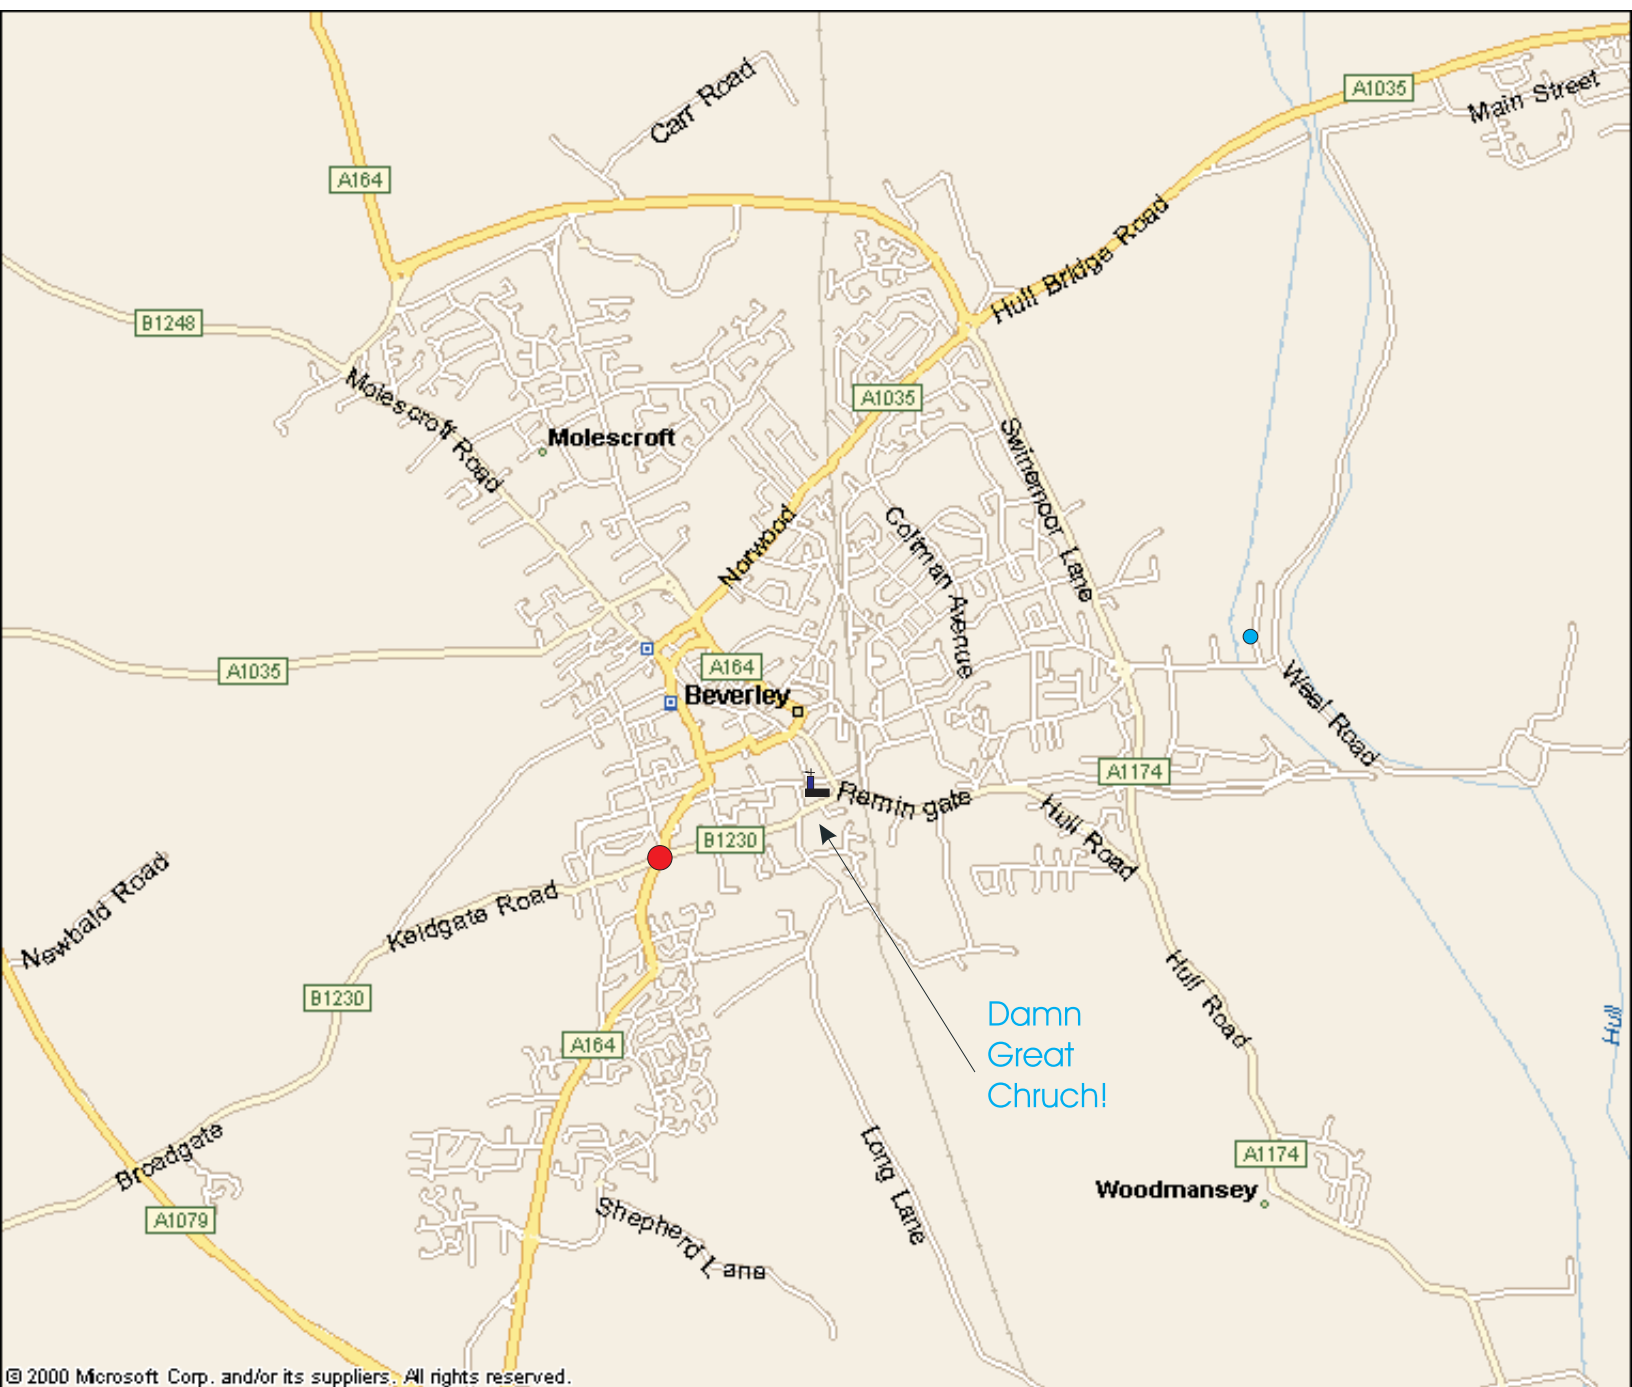 A1035
Main Street
Carr Road
A164
Hull Bridge Road
B1248
Molescroft Road
A1035
Molescroft
Swinemoor Lane
Norwood
Coltman Avenue
A1035
A164
Beverley
Weel Road
A1174
Flemin gate
Hull Road
B1230
Newbald Road
Keldgate Road
Hull Road
B1230
Damn
Great
Chruch!
Hull
A164
Broadgate
Long Lane
A1174
Woodmansey
A1079
Shepherd Lane
© 2000 Microsoft Corp. and/or its suppliers. All rights reserved.